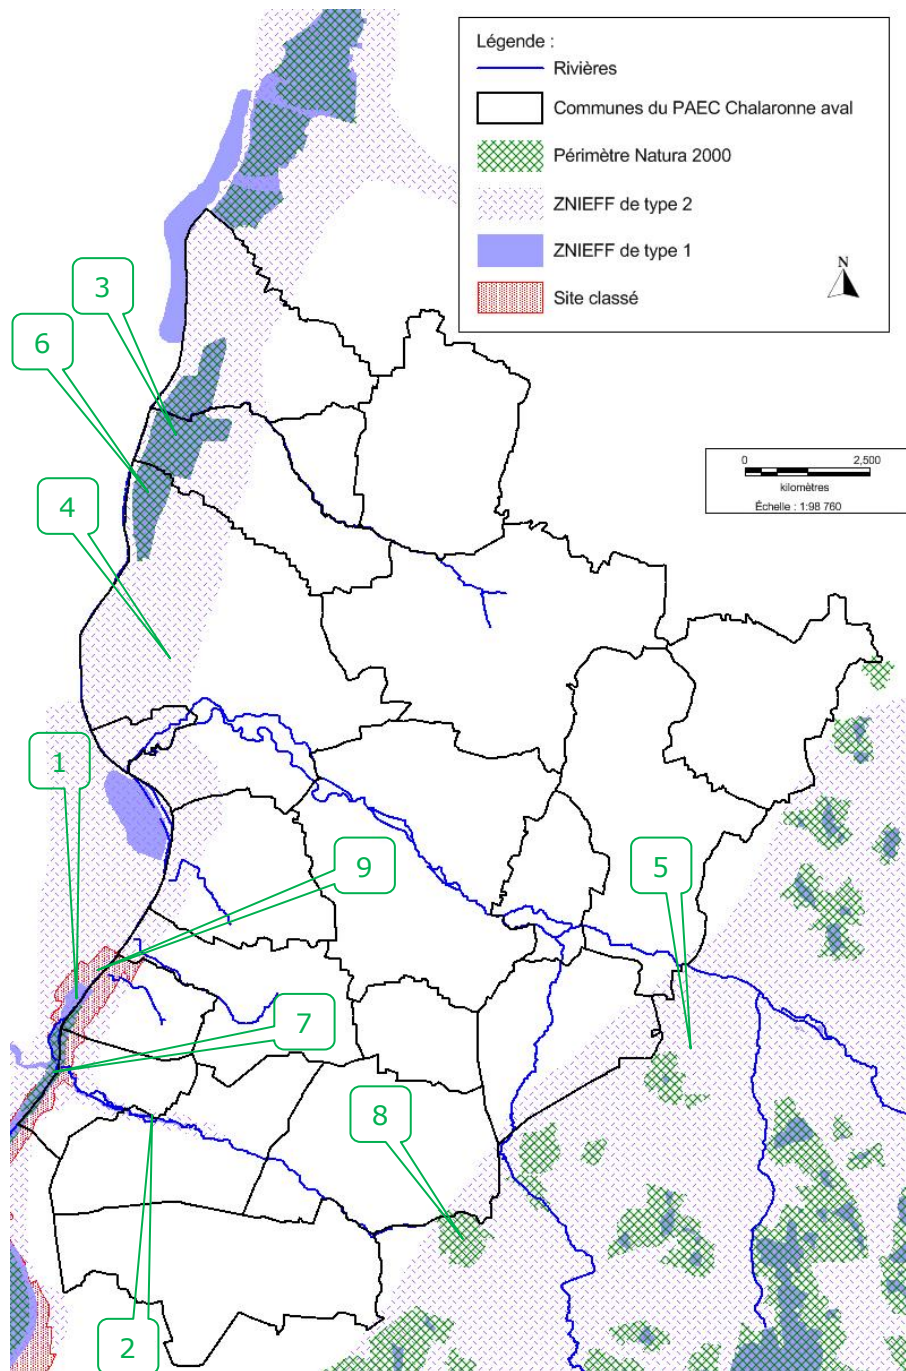 Légende :
Rivières
Communes du PAEC Chalaronne aval
Périmètre Natura 2000
ZNIEFF de type 2
ZNIEFF de type 1
Site classé
N
3
6
0 2,500
kilomètres
Échelle : 1:98 760
4
1
9
5
7
8
2